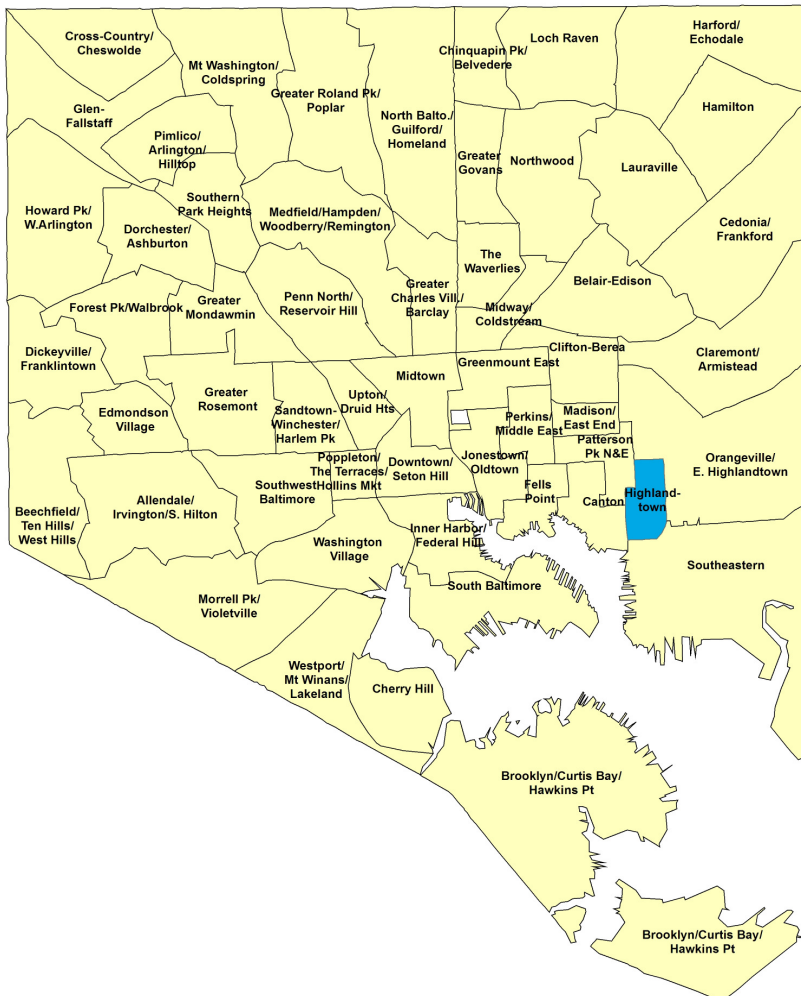 Cross-Country/
Cheswolde
Mt Washington/
Coldspring
Greater Roland Pk/
Poplar
North Balto./
Guilford/
Homeland
Chinquapin Pk/
Belvedere
Loch Raven
Harford/
Echodale
Glen-
Fallstaff
Pimlico/
Arlington/
Hilltop
Greater
Govans
Northwood
Lauraville
Hamilton
Howard Pk/
W.Arlington
Dorchester/
Ashburton
Southern
Park Heights
Medfield/Hampden/
Woodberry/Remington
Cedonia/
Frankford
The
Waverlies
Belair-Edison
Forest Pk/Walbrook
Greater
Mondawmin
Penn North/
Reservoir Hill
Greater
Charles Vill./
Barclay
Midway/
Coldstream
Dickeyville/
Franklintown
Midtown
Greenmount East
Clifton-Berea
Claremont/
Armistead
Edmondson
Village
Greater
Rosemont
Sandtown-
Winchester/
Harlem Pk
Upton/
Druid Hts
Perkins/
Middle East
Madison/
East End
Patterson
Pk N&E
Orangeville/
E. Highlandtown
Beechfield/
Ten Hills/
West Hills
Allendale/
Irvington/S. Hilton
Southwest
Baltimore
Poppleton/
The Terraces/
Hollins Mkt
Downtown/
Seton Hill
Jonestown/
Oldtown
Fells
Point
Canton
Highland-
town
Washington
Village
Inner Harbor/
Federal Hill
South Baltimore
Southeastern
Morrell Pk/
Violetville
Westport/
Mt Winans/
Lakeland
Cherry Hill
Brooklyn/Curtis Bay/
Hawkins Pt
Brooklyn/Curtis Bay/
Hawkins Pt